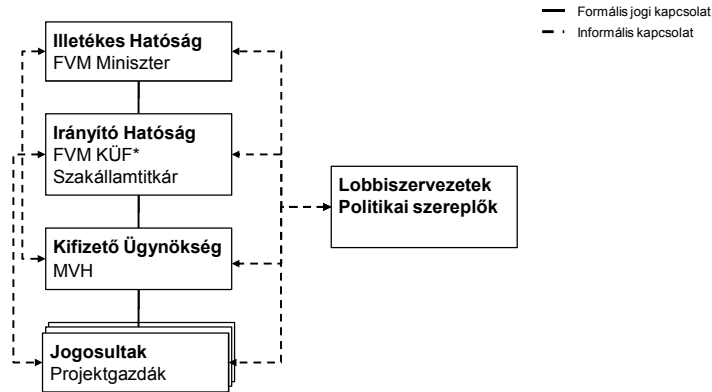 Formális jogi kapcsolat
Informális kapcsolat
Illetékes Hatóság
FVM Miniszter
Irányító Hatóság
FVM KÜF*
Szakállamtitkár
Lobbiszervezetek
Politikai szereplők
Kifizető Ügynökség
MVH
Jogosultak
Projektgazdák